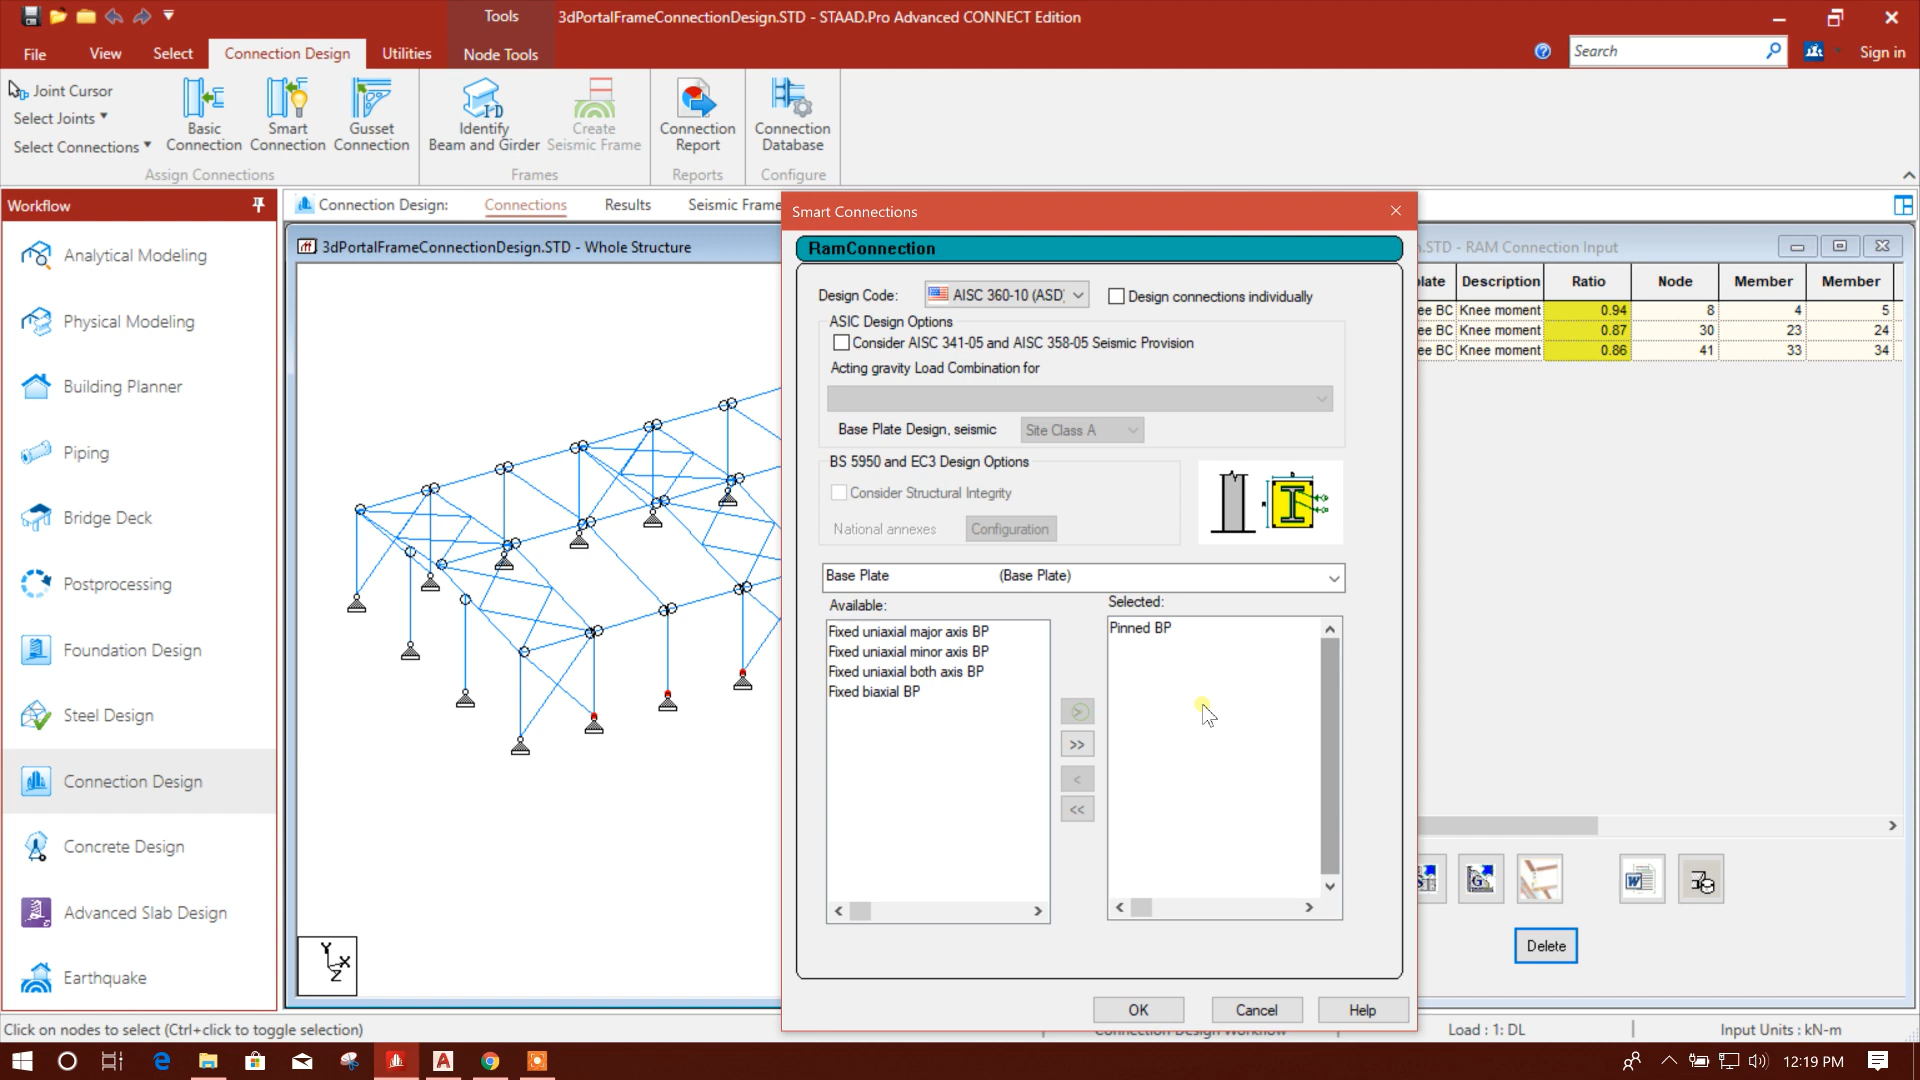 Tools
3dPortalFrameConnectionDesign.STD - STAAD.Pro Advanced CONNECT Edition
File
View
Select
Connection Design
Utilities
Node Tools
Search
Sign in
Joint Cursor
Select Joints
Select Connections
Basic Connection
Smart Connection
Gusset Connection
Identify Beam and Girder
Create Seismic Frame
Connection Report
Connection Database
Assign Connections
Frames
Reports
Configure
Workflow
Analytical Modeling
Physical Modeling
Building Planner
Piping
Bridge Deck
Postprocessing
Foundation Design
Steel Design
Connection Design
Concrete Design
Advanced Slab Design
Earthquake
Connection Design:
Connections
Results
Seismic Frame
3dPortalFrameConnectionDesign.STD - Whole Structure
Y
X
Z
Smart Connections
RamConnection
Design Code:
AISC 360-10 (ASD)
Design connections individually
ASIC Design Options
Consider AISC 341-05 and AISC 358-05 Seismic Provision
Acting gravity Load Combination for
Base Plate Design, seismic
Site Class A
BS 5950 and EC3 Design Options
Consider Structural Integrity
National annexes
Configuration
Base Plate (Base Plate)
Available:
Fixed uniaxial major axis BP
Fixed uniaxial minor axis BP
Fixed uniaxial both axis BP
Fixed biaxial BP
>
>>
<
<<
Selected:
Pinned BP
OK
Cancel
Help
.STD - RAM Connection Input
late Description Ratio Node Member Member
ee BC Knee moment 0.94 8 4 5
ee BC Knee moment 0.87 30 23 24
ee BC Knee moment 0.86 41 33 34
Delete
Click on nodes to select (Ctrl+click to toggle selection)
Connection Design Workflow
Load : 1: DL
Input Units : kN-m
12:19 PM